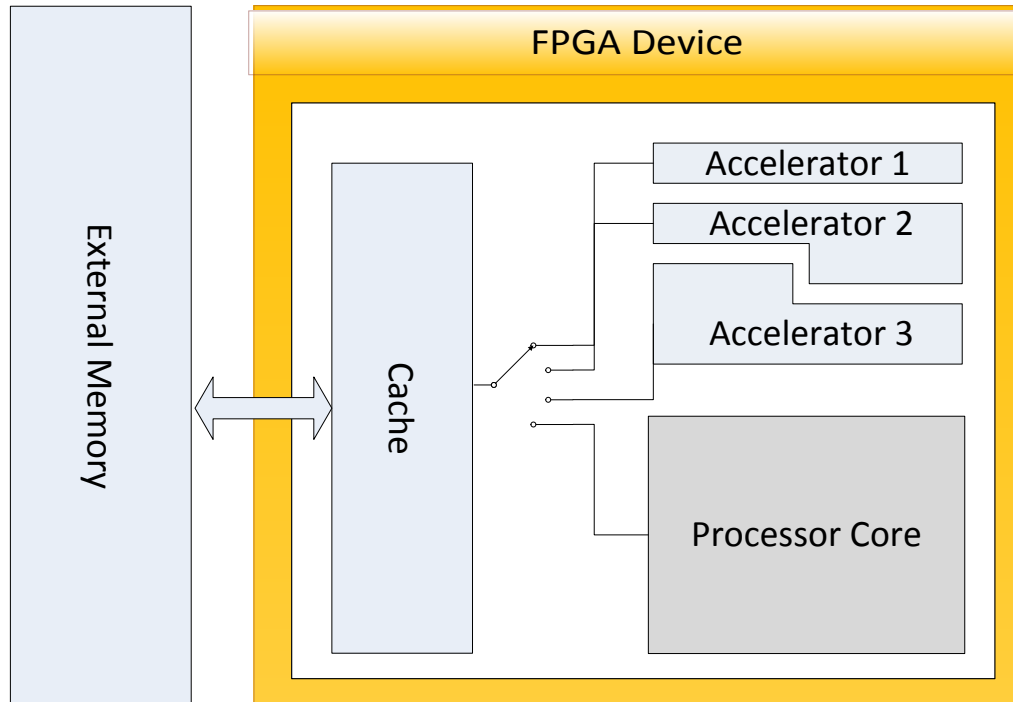 FPGA Device
External Memory
Cache
Accelerator 1
Accelerator 2
Accelerator 3
Processor Core